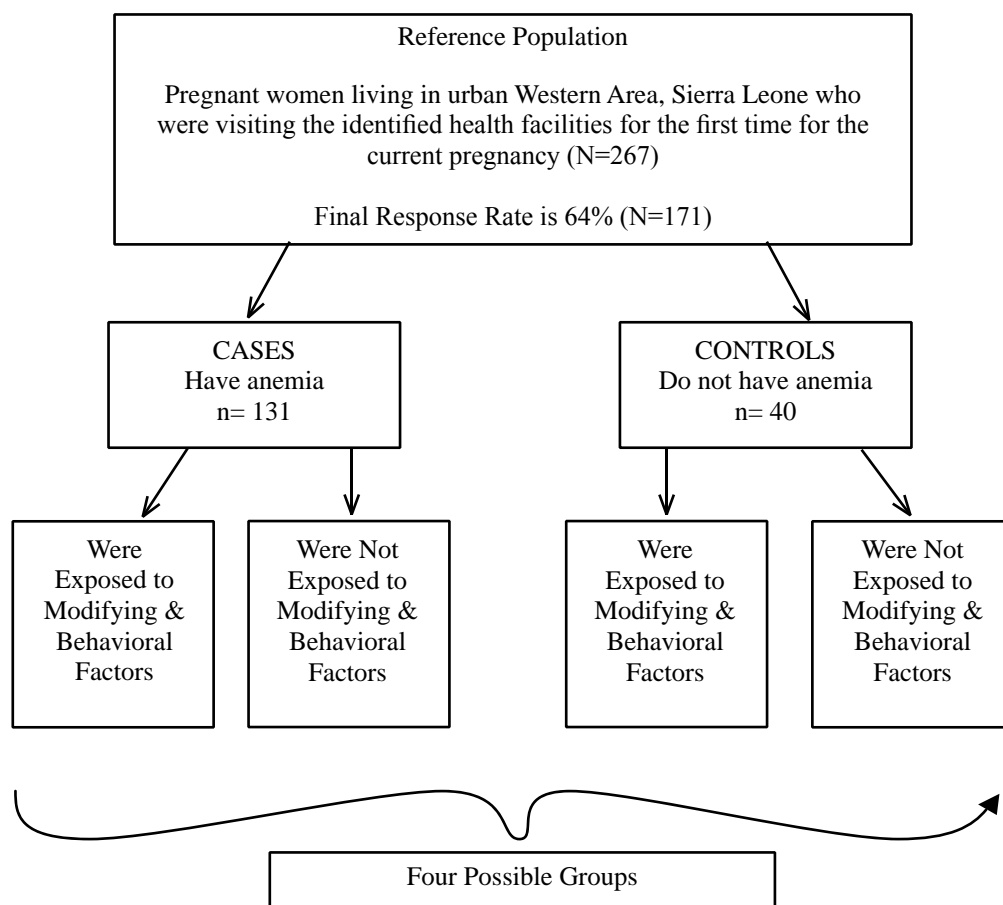 Reference Population
Pregnant women living in urban Western Area, Sierra Leone who
were visiting the identified health facilities for the first time for the
current pregnancy (N=267)
Final Response Rate is 64% (N=171)
CASES
Have anemia
n= 131
CONTROLS
Do not have anemia
n= 40
Were
Exposed to
Modifying &
Behavioral
Factors
Were Not
Exposed to
Modifying &
Behavioral
Factors
Were
Exposed to
Modifying &
Behavioral
Factors
Were Not
Exposed to
Modifying &
Behavioral
Factors
Four Possible Groups